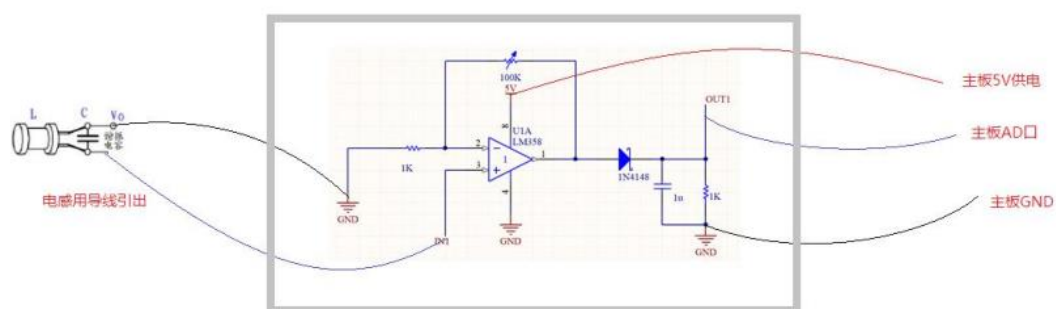 100K
5V
主板5V供电
OUT1
L
C
Vo
谐振
电容
8
U1A
LM358
主板AD口
2
1
1
3
1K
1N4148
1u
1K
4
主板GND
电感用导线引出
GND
IN1
GND
GND